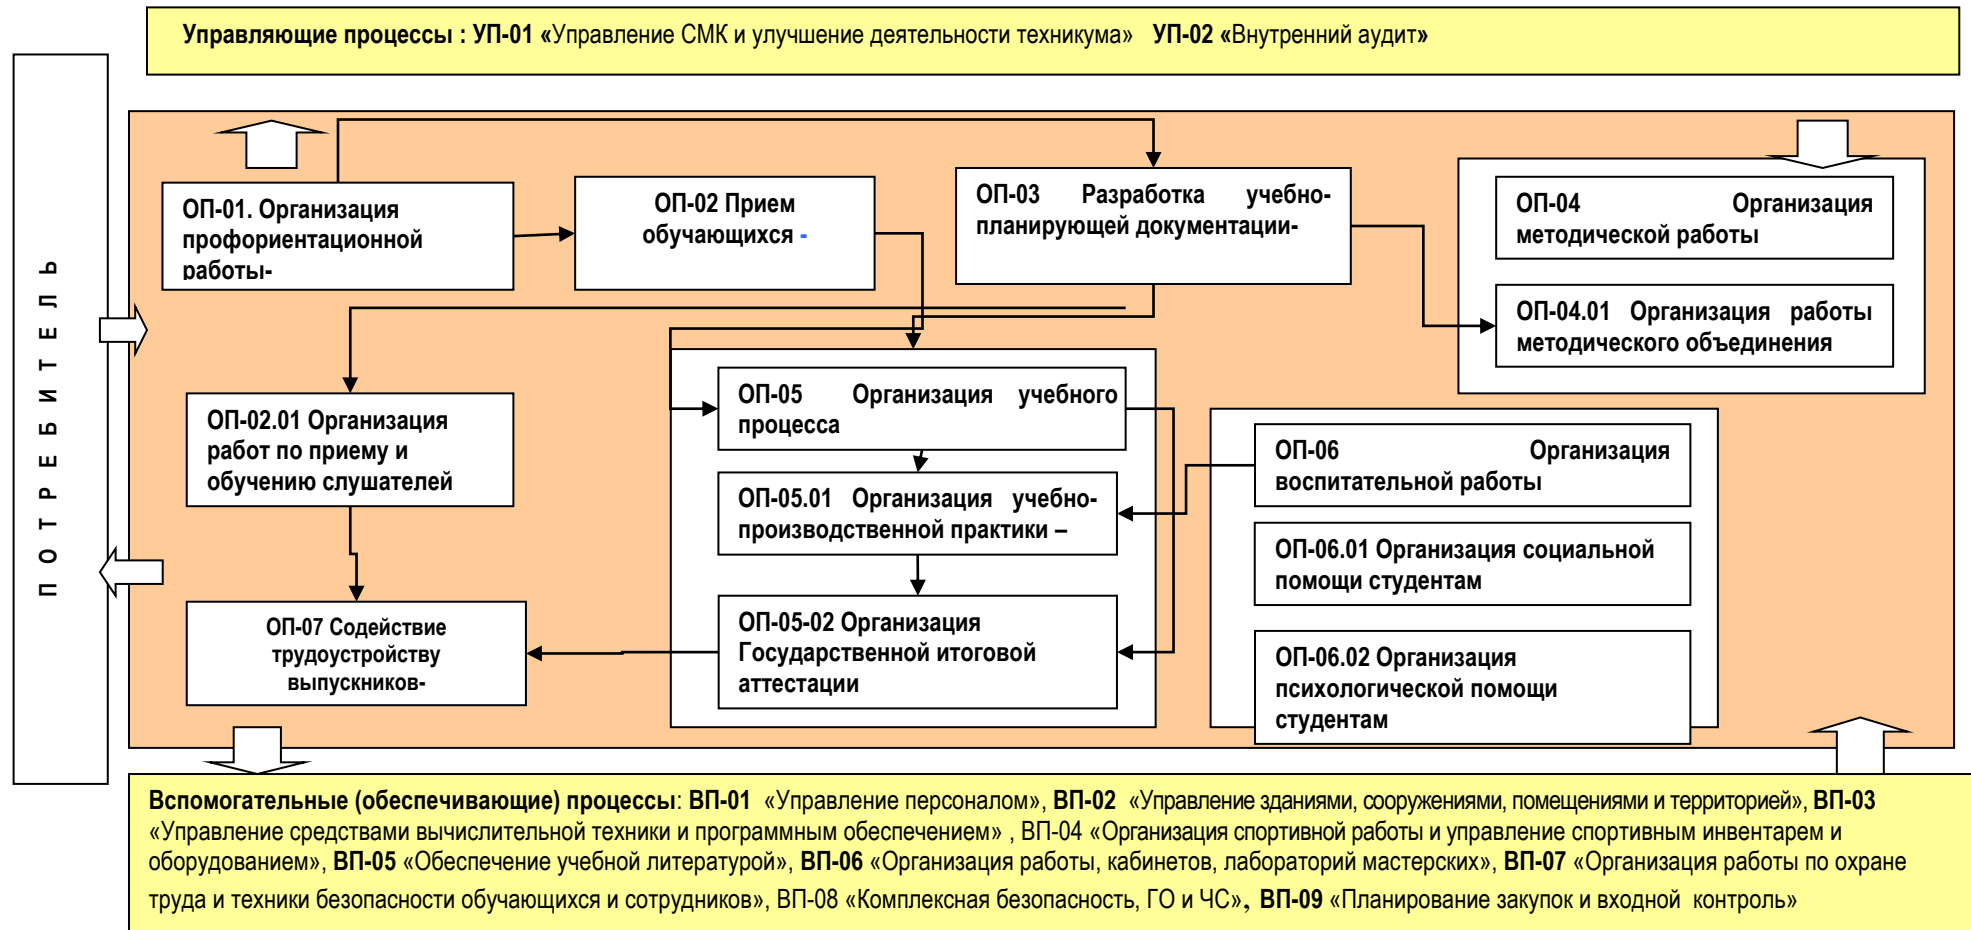 Управляющие процессы : УП-01 «Управление СМК и улучшение деятельности техникума» УП-02 «Внутренний аудит»
ПОТРЕБИТЕЛЬ
ОП-01. Организация
профориентационной
работы-
ОП-02 Прием
обучающихся -
ОП-03 Разработка учебно-
планирующей документации-
ОП-04 Организация
методической работы
ОП-04.01 Организация работы
методического объединения
ОП-02.01 Организация
работ по приему и
обучению слушателей
ОП-05 Организация учебного
процесса
ОП-05.01 Организация учебно-
производственной практики –
ОП-05-02 Организация
Государственной итоговой
аттестации
ОП-06 Организация
воспитательной работы
ОП-06.01 Организация социальной
помощи студентам
ОП-06.02 Организация
психологической помощи
студентам
ОП-07 Содействие
трудоустройству
выпускников-
Вспомогательные (обеспечивающие) процессы: ВП-01 «Управление персоналом», ВП-02 «Управление зданиями, сооружениями, помещениями и территорией», ВП-03
«Управление средствами вычислительной техники и программным обеспечением» , ВП-04 «Организация спортивной работы и управление спортивным инвентарем и
оборудованием», ВП-05 «Обеспечение учебной литературой», ВП-06 «Организация работы, кабинетов, лабораторий мастерских», ВП-07 «Организация работы по охране
труда и техники безопасности обучающихся и сотрудников», ВП-08 «Комплексная безопасность, ГО и ЧС», ВП-09 «Планирование закупок и входной контроль»